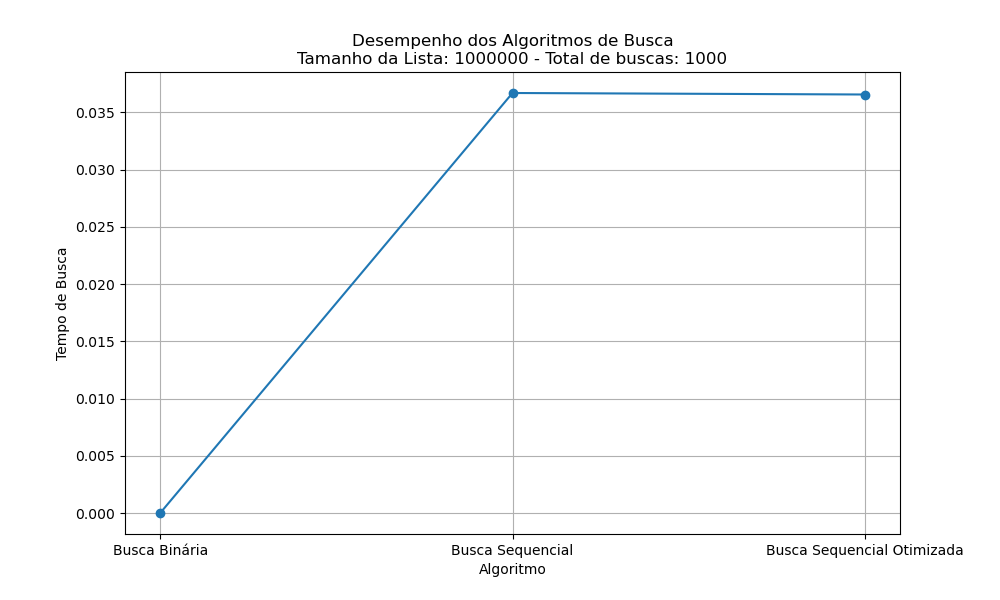 Desempenho dos Algoritmos de Busca
Tamanho da Lista: 1000000 - Total de buscas: 1000
Tempo de Busca
0.035
0.030
0.025
0.020
0.015
0.010
0.005
0.000
Busca Binária
Busca Sequencial
Busca Sequencial Otimizada
Algoritmo